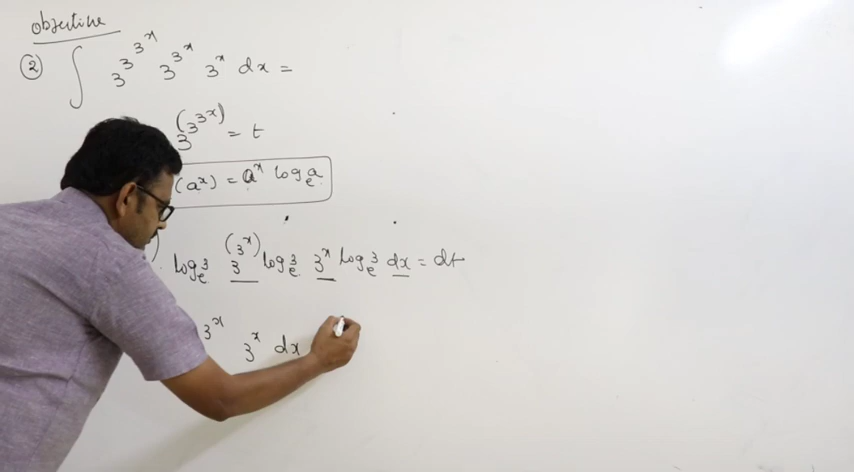 objective
② ∫ 3^{3^{3^x}} 3^{3^x} 3^x dx =
3^{(3^{3^x})} = t
(a^x) = a^x log_e a
) log_e 3 3^{(3^x)} log_e 3 3^x log_e 3 dx = dt
3^x 3^x dx